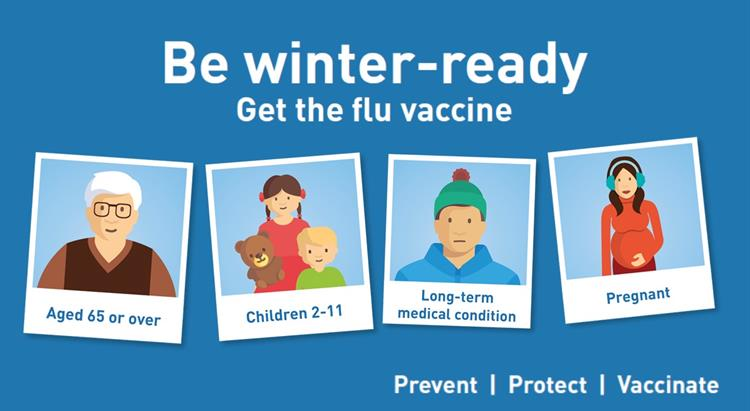 Be winter-ready
Get the flu vaccine
Aged 65 or over
Children 2-11
Long-term
medical condition
Pregnant
Prevent | Protect | Vaccinate